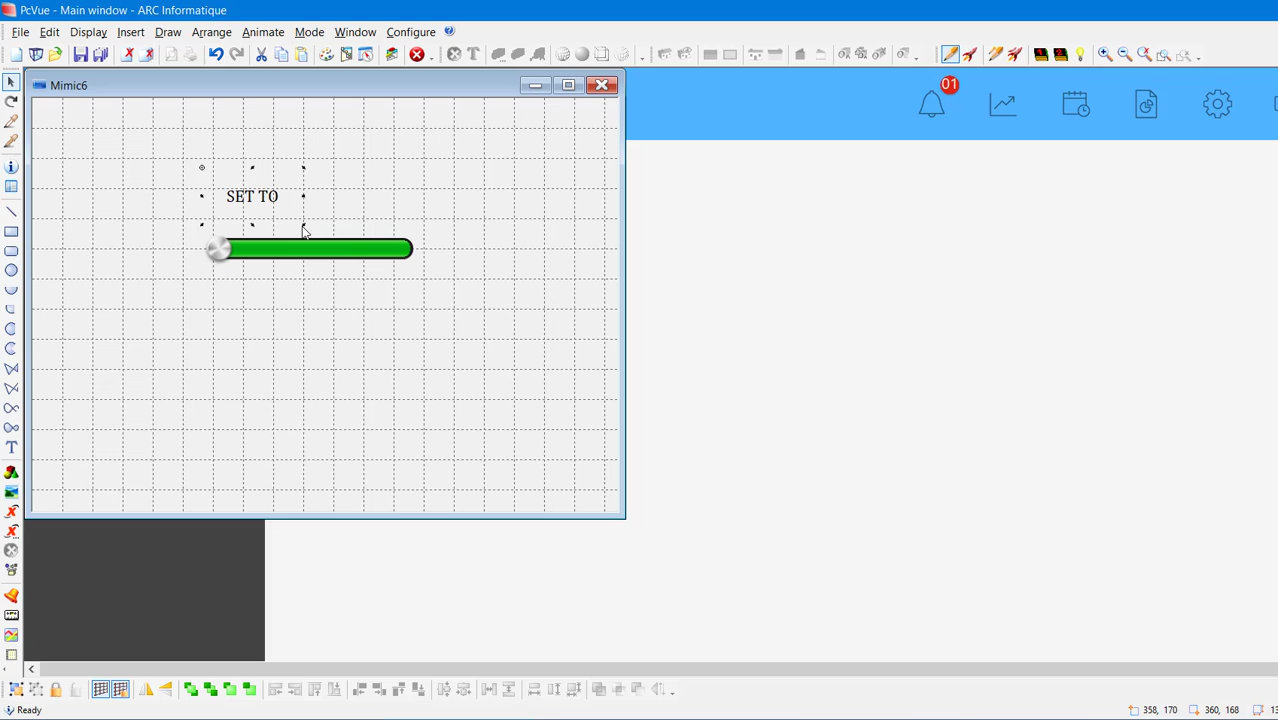 PcVue - Main window - ARC Informatique
File Edit Display Insert Draw Arrange Animate Mode Window Configure
Mimic6
01
SET TO
Ready
358, 170
360, 168
13